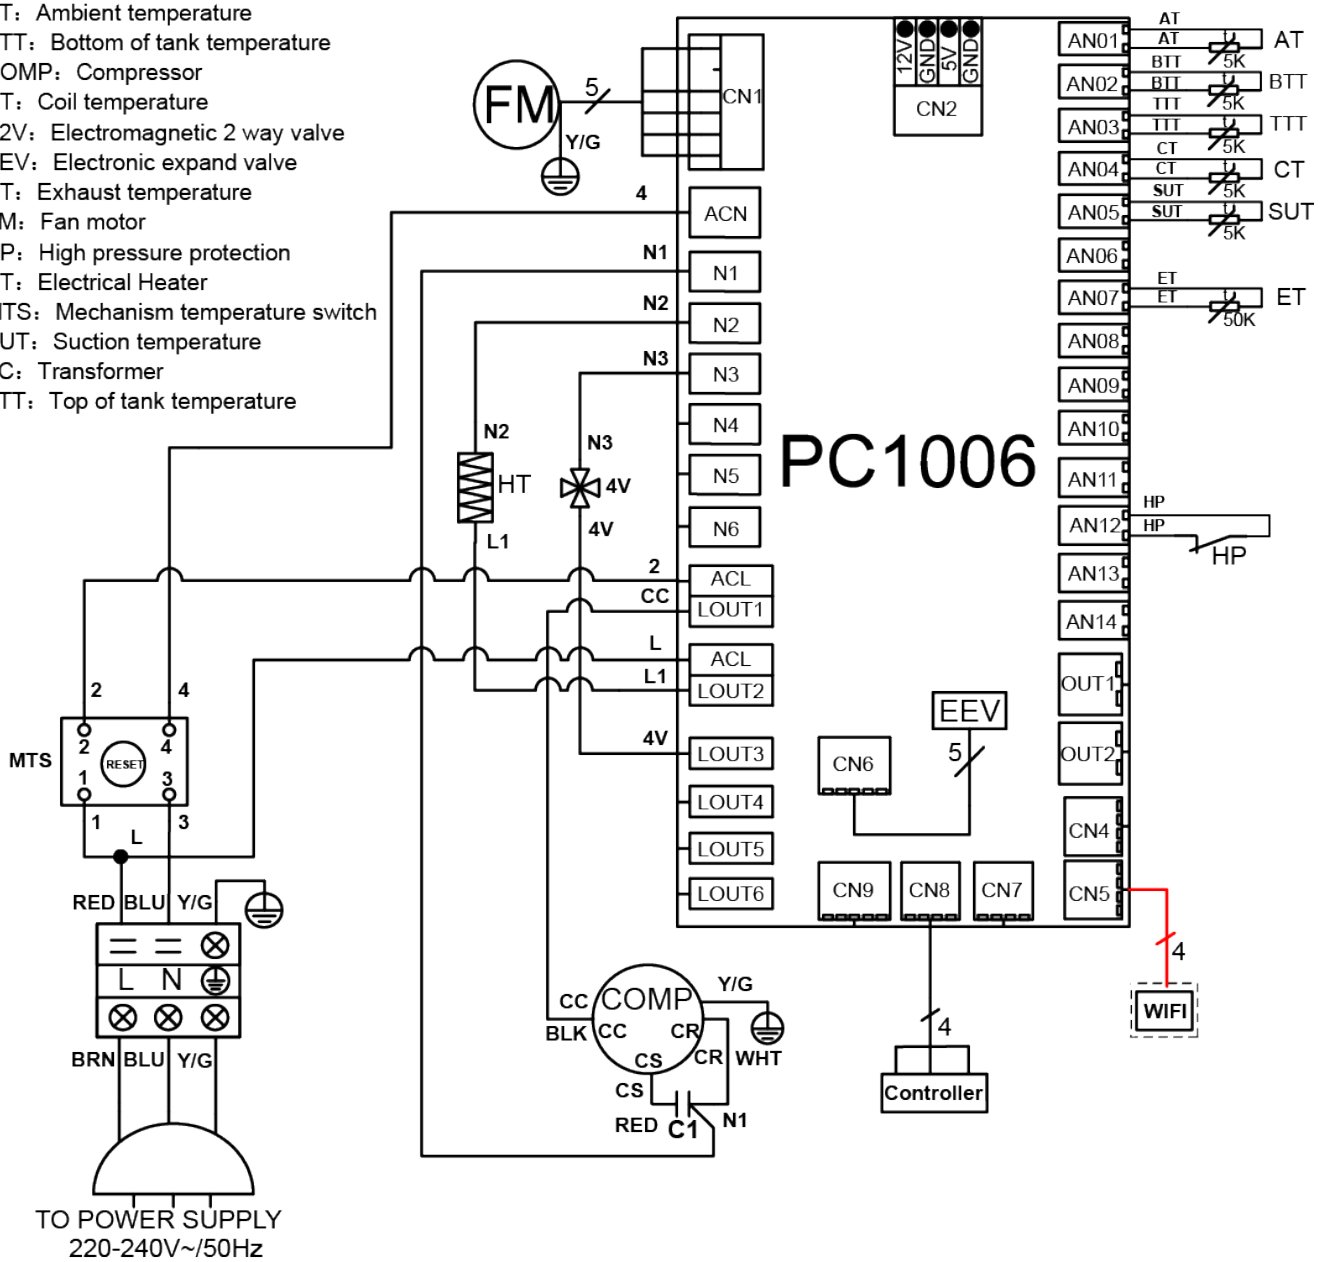 T： Ambient temperature
TT： Bottom of tank temperature
OMP： Compressor
T： Coil temperature
2V： Electromagnetic 2 way valve
EV： Electronic expand valve
T： Exhaust temperature
M： Fan motor
P： High pressure protection
T： Electrical Heater
TS： Mechanism temperature switch
UT： Suction temperature
C： Transformer
TT： Top of tank temperature
FM
5
Y/G
CN1
12V
GND
5V
GND
CN2
4
ACN
N1
N1
N2
N2
N3
N3
N4
N5
N6
2
ACL
CC
LOUT1
L
ACL
L1
LOUT2
4V
LOUT3
LOUT4
LOUT5
LOUT6
N2
HT
L1
N3
4V
4V
PC1006
AN01
AN02
AN03
AN04
AN05
AN06
AN07
AN08
AN09
AN10
AN11
AN12
AN13
AN14
OUT1
OUT2
CN4
CN5
AT
AT
t
5K
AT
BTT
BTT
t
5K
BTT
TTT
TTT
t
5K
TTT
CT
CT
t
5K
CT
SUT
SUT
t
5K
SUT
ET
ET
t
50K
ET
HP
HP
HP
EEV
5
CN6
CN9
CN8
CN7
4
Controller
4
WIFI
2
4
MTS
2
4
RESET
1
3
1
3
L
RED
BLU
Y/G
L
N
BRN
BLU
Y/G
TO POWER SUPPLY
220-240V~/50Hz
COMP
CC
BLK
CC
CR
CS
Y/G
CR
WHT
CS
RED
C1
N1